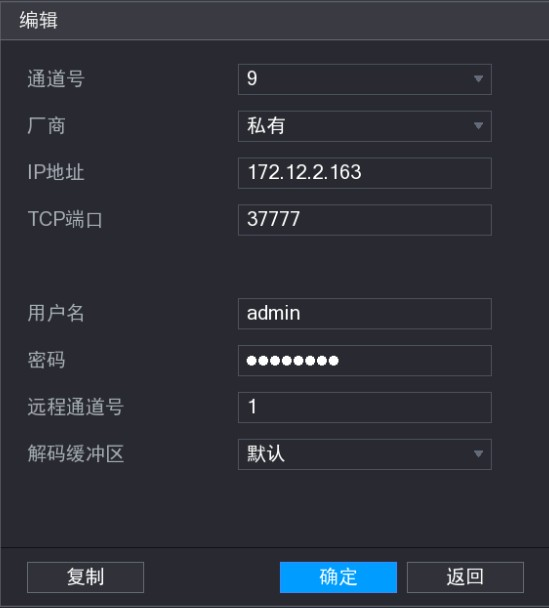 编辑
通道号 9
厂商 私有
IP地址 172.12.2.163
TCP端口 37777
用户名 admin
密码 ●●●●●●●●
远程通道号 1
解码缓冲区 默认
复制 确定 返回